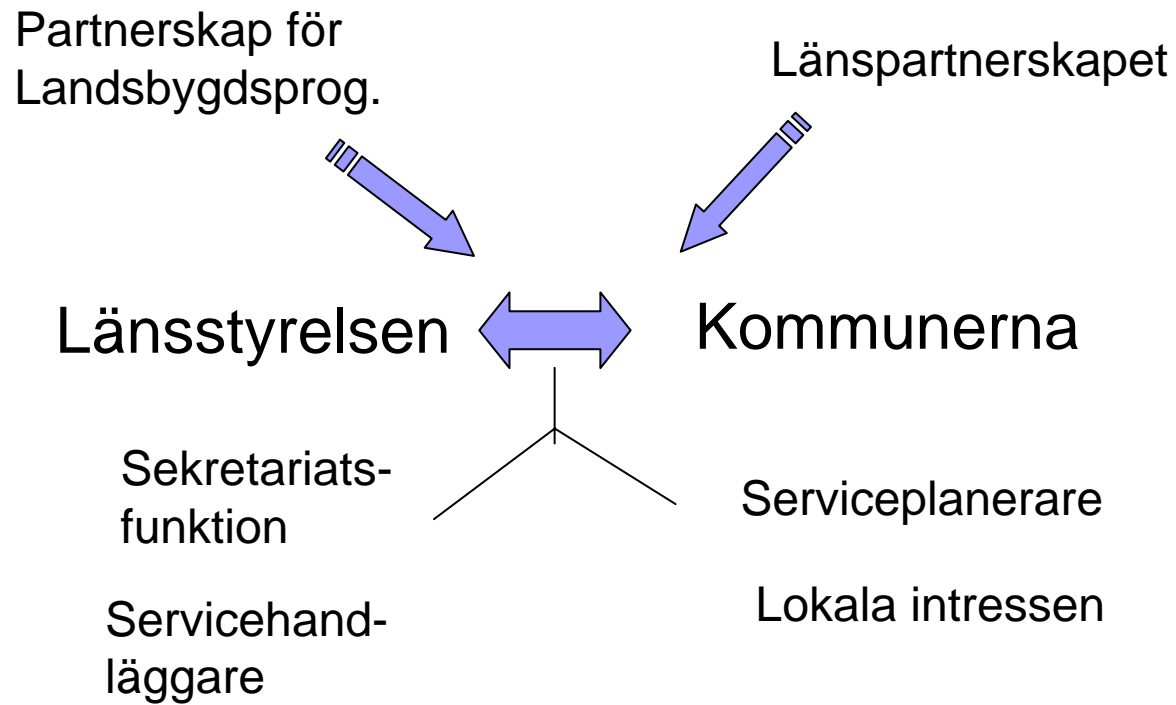 Partnerskap för
Landsbygdsprog.
Länspartnerskapet
Länsstyrelsen
Kommunerna
Sekretariats-
funktion
Serviceplanerare
Servicehand-
läggare
Lokala intressen